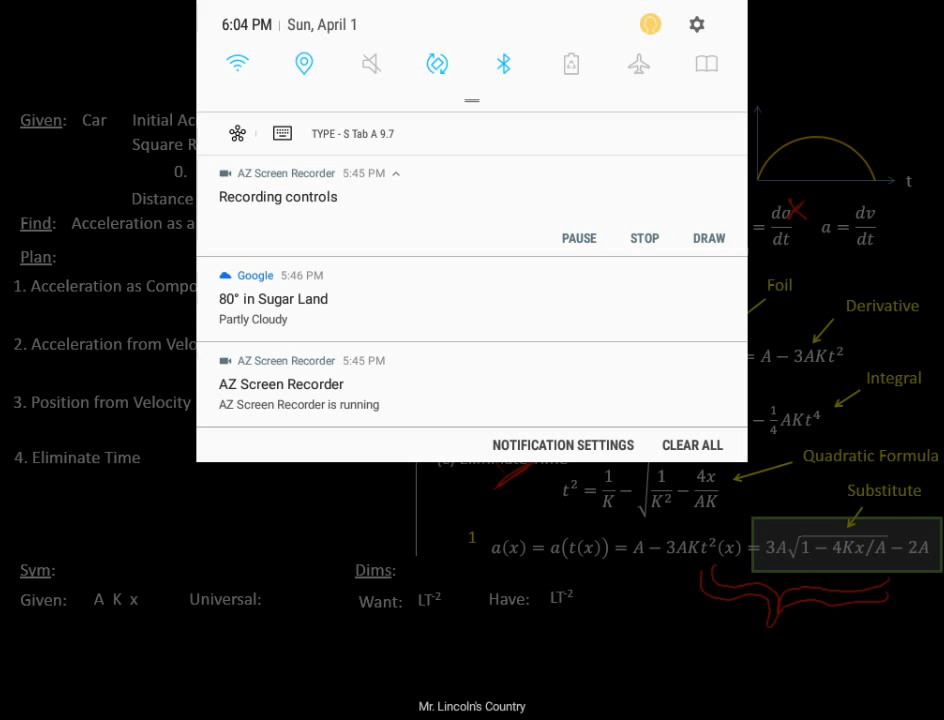 6:04 PM | Sun, April 1
TYPE - S Tab A 9.7
AZ Screen Recorder 5:45 PM
Recording controls
PAUSE STOP DRAW
Google 5:46 PM
80° in Sugar Land
Partly Cloudy
AZ Screen Recorder 5:45 PM
AZ Screen Recorder
AZ Screen Recorder is running
NOTIFICATION SETTINGS CLEAR ALL
Given: Car Initial Ac
Square R
0.
Distance
Find: Acceleration as a
Plan:
1. Acceleration as Compo
2. Acceleration from Velo
3. Position from Velocity
4. Eliminate Time
t
= da/dt a = dv/dt
Foil
Derivative
= A − 3AKt²
Integral
− 1/4 AKt⁴
Quadratic Formula
t² = 1/K − √(1/K² − 4x/AK)
Substitute
1 a(x) = a(t(x)) = A − 3AKt²(x) = 3A√(1 − 4Kx/A) − 2A
Sym: Dims:
Given: A K x Universal: Want: LT⁻² Have: LT⁻²
Mr. Lincoln's Country